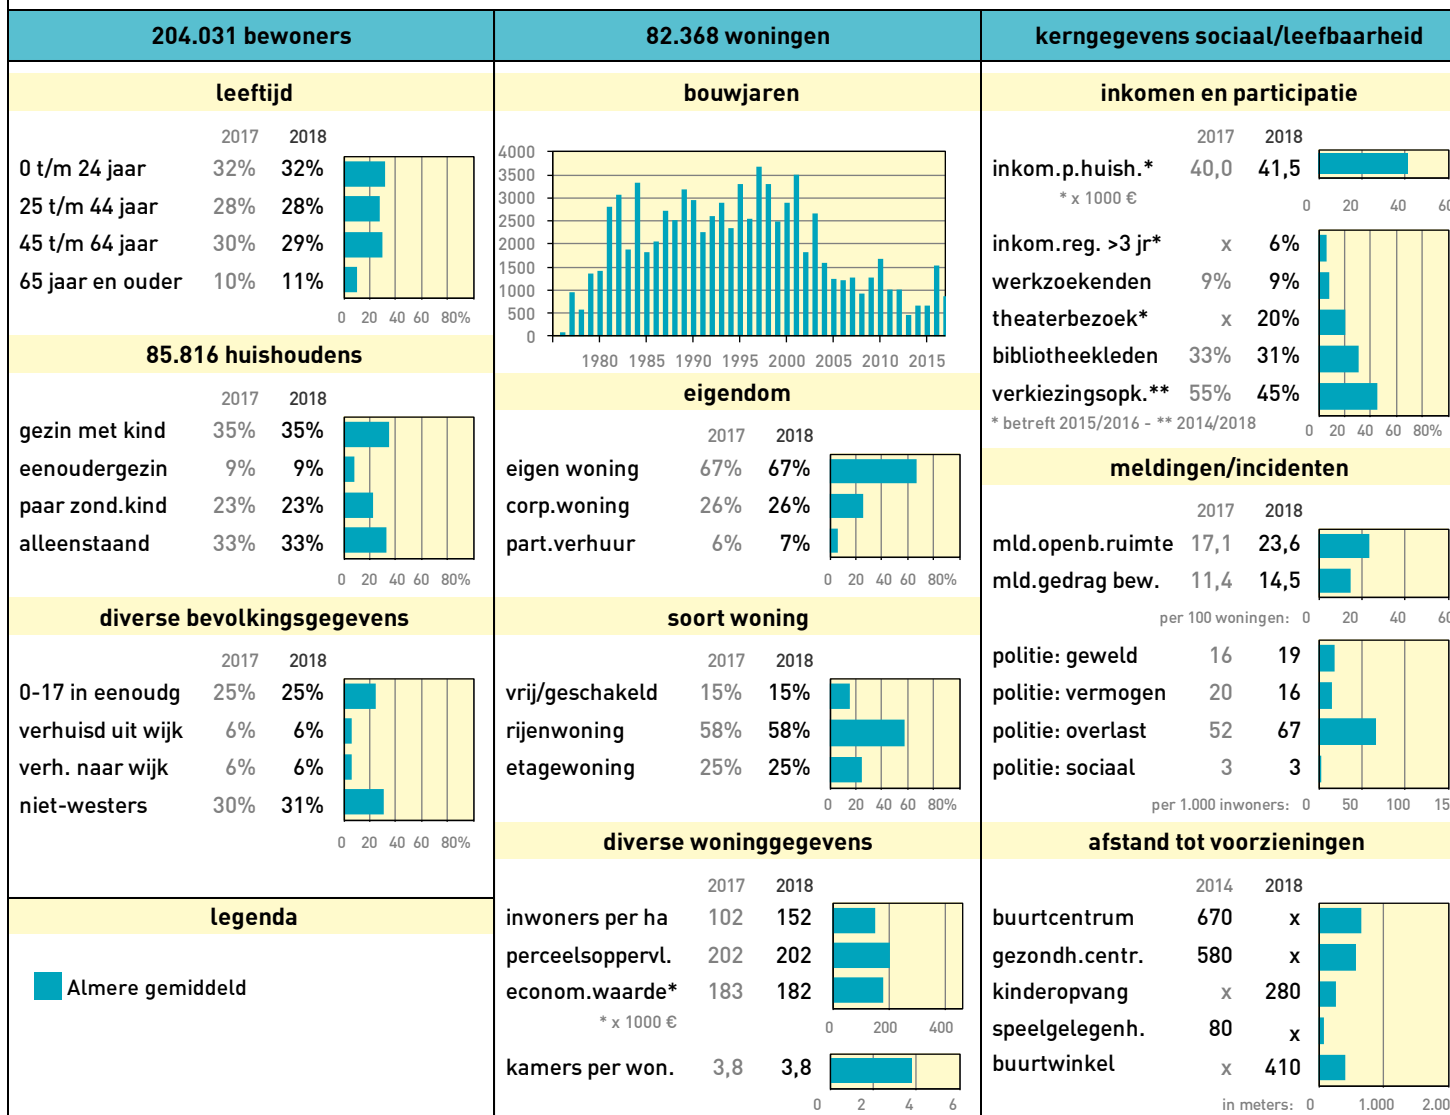 204.031 bewoners
leeftijd
2017 2018
0 t/m 24 jaar 32% 32%
25 t/m 44 jaar 28% 28%
45 t/m 64 jaar 30% 29%
65 jaar en ouder 10% 11%
0 20 40 60 80%
85.816 huishoudens
2017 2018
gezin met kind 35% 35%
eenoudergezin 9% 9%
paar zond.kind 23% 23%
alleenstaand 33% 33%
0 20 40 60 80%
diverse bevolkingsgegevens
2017 2018
0-17 in eenoudg 25% 25%
verhuisd uit wijk 6% 6%
verh. naar wijk 6% 6%
niet-westers 30% 31%
0 20 40 60 80%
legenda
Almere gemiddeld
82.368 woningen
bouwjaren
4000
3500
3000
2500
2000
1500
1000
500
0
1980 1985 1990 1995 2000 2005 2010 2015
eigendom
2017 2018
eigen woning 67% 67%
corp.woning 26% 26%
part.verhuur 6% 7%
0 20 40 60 80%
soort woning
2017 2018
vrij/geschakeld 15% 15%
rijenwoning 58% 58%
etagewoning 25% 25%
0 20 40 60 80%
diverse woninggegevens
2017 2018
inwoners per ha 102 152
perceelsoppervl. 202 202
econom.waarde* 183 182
* x 1000 €
0 200 400
kamers per won. 3,8 3,8
0 2 4 6
kerngegevens sociaal/leefbaarheid
inkomen en participatie
2017 2018
inkom.p.huish.* 40,0 41,5
* x 1000 €
0 20 40 60
inkom.reg. >3 jr* x 6%
werkzoekenden 9% 9%
theaterbezoek* x 20%
bibliotheekleden 33% 31%
verkiezingsopk.** 55% 45%
* betreft 2015/2016 - ** 2014/2018
0 20 40 60 80%
meldingen/incidenten
2017 2018
mld.openb.ruimte 17,1 23,6
mld.gedrag bew. 11,4 14,5
per 100 woningen: 0 20 40 60
politie: geweld 16 19
politie: vermogen 20 16
politie: overlast 52 67
politie: sociaal 3 3
per 1.000 inwoners: 0 50 100 15
afstand tot voorzieningen
2014 2018
buurtcentrum 670 x
gezondh.centr. 580 x
kinderopvang x 280
speelgelegenh. 80 x
buurtwinkel x 410
in meters: 0 1.000 2.00